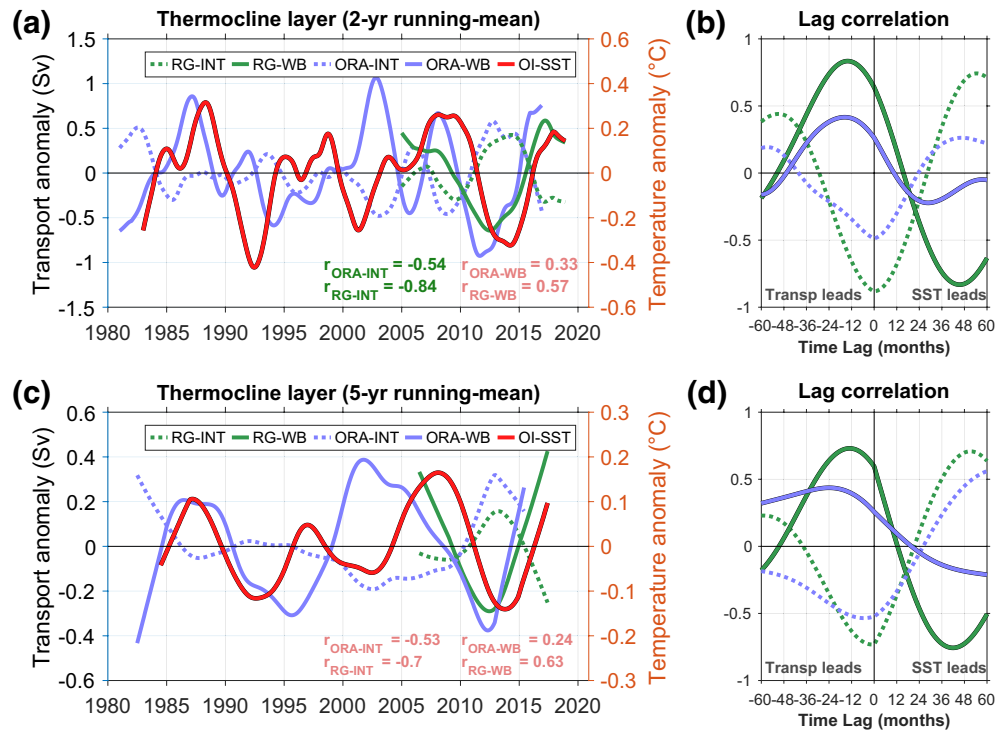 (a) Thermocline layer (2-yr running-mean)
Transport anomaly (Sv)
1.5
1
0.5
0
-0.5
-1
-1.5
RG-INT RG-WB ORA-INT ORA-WB OI-SST
r_ORA-INT = -0.54 r_ORA-WB = 0.33
r_RG-INT = -0.84 r_RG-WB = 0.57
0.6
0.4
0.2
0
-0.2
-0.4
-0.6
Temperature anomaly (°C)
1980 1985 1990 1995 2000 2005 2010 2015 2020
(b) Lag correlation
1
0.5
0
-0.5
-1
Transp leads SST leads
-60 -48 -36 -24 -12 0 12 24 36 48 60
Time Lag (months)
(c) Thermocline layer (5-yr running-mean)
Transport anomaly (Sv)
0.6
0.4
0.2
0
-0.2
-0.4
-0.6
RG-INT RG-WB ORA-INT ORA-WB OI-SST
r_ORA-INT = -0.53 r_ORA-WB = 0.24
r_RG-INT = -0.7 r_RG-WB = 0.63
0.3
0.2
0.1
0
-0.1
-0.2
-0.3
Temperature anomaly (°C)
1980 1985 1990 1995 2000 2005 2010 2015 2020
(d) Lag correlation
1
0.5
0
-0.5
-1
Transp leads SST leads
-60 -48 -36 -24 -12 0 12 24 36 48 60
Time Lag (months)